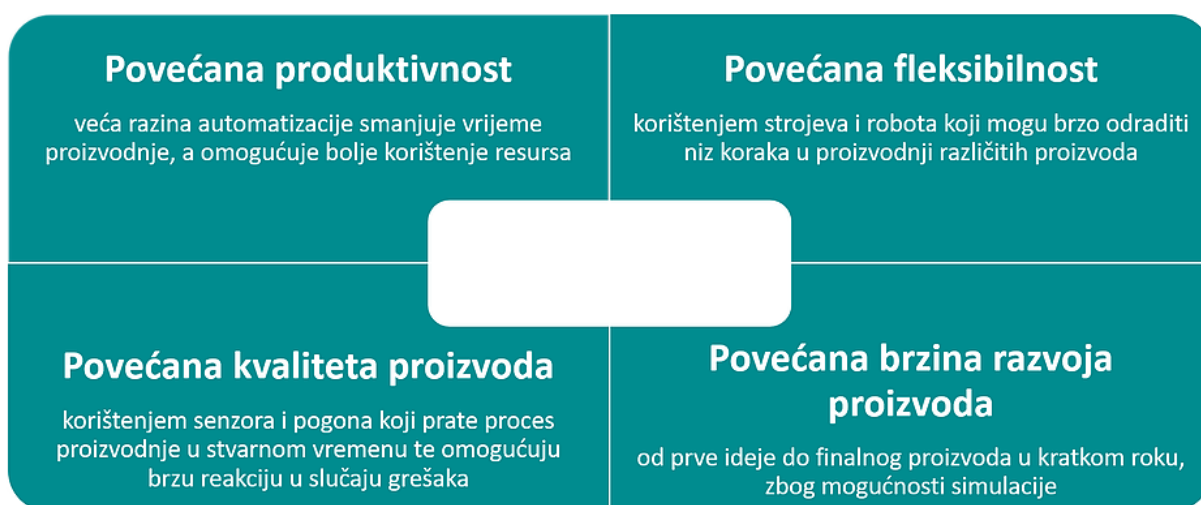 Povećana produktivnost
veća razina automatizacije smanjuje vrijeme
proizvodnje, a omogućuje bolje korištenje resursa
Povećana fleksibilnost
korištenjem strojeva i robota koji mogu brzo odraditi
niz koraka u proizvodnji različitih proizvoda
Povećana kvaliteta proizvoda
korištenjem senzora i pogona koji prate proces
proizvodnje u stvarnom vremenu te omogućuju
brzu reakciju u slučaju grešaka
Povećana brzina razvoja
proizvoda
od prve ideje do finalnog proizvoda u kratkom roku,
zbog mogućnosti simulacije